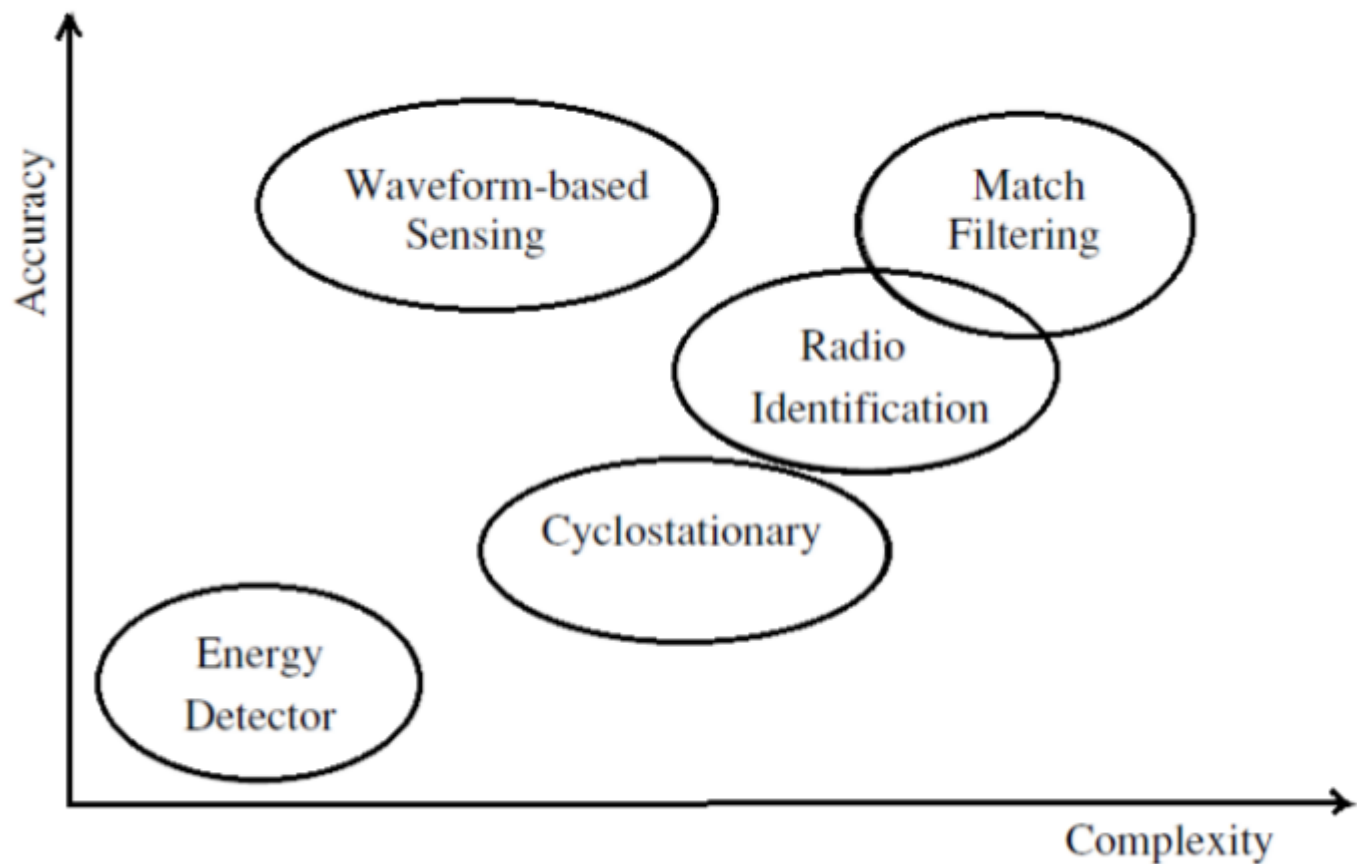 Accuracy
Waveform-based
Sensing
Match
Filtering
Radio
Identification
Cyclostationary
Energy
Detector
Complexity